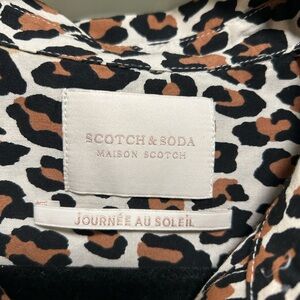 SCOTCH & SODA
MAISON SCOTCH
JOURNÉE AU SOLEIL